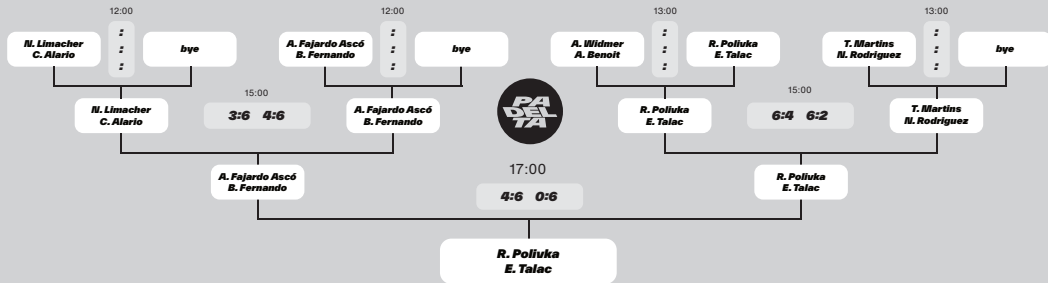 12:00
12:00
13:00
13:00
N. Limacher
C. Alario
:
:
:
bye
A. Fajardo Ascó
B. Fernando
:
:
:
bye
A. Widmer
A. Benoit
:
:
:
R. Polivka
E. Talac
T. Martins
N. Rodriguez
:
:
:
bye
N. Limacher
C. Alario
15:00
3:6 4:6
A. Fajardo Ascó
B. Fernando
PA
DEL
TA
R. Polivka
E. Talac
15:00
6:4 6:2
T. Martins
N. Rodriguez
A. Fajardo Ascó
B. Fernando
17:00
4:6 0:6
R. Polivka
E. Talac
R. Polivka
E. Talac